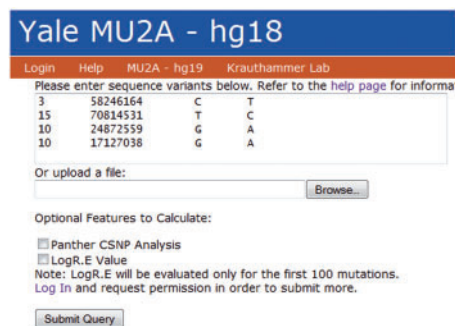 Yale MU2A - hg18
Login Help MU2A - hg19 Krauthammer Lab
Please enter sequence variants below. Refer to the help page for informa
3 58246164 C T
15 70814531 T C
10 24872559 G A
10 17127038 G A
Or upload a file:
Browse..
Optional Features to Calculate:
Panther CSNP Analysis
LogR.E Value
Note: LogR.E will be evaluated only for the first 100 mutations.
Log In and request permission in order to submit more.
Submit Query